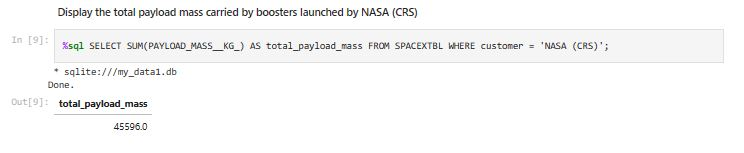 Display the total payload mass carried by boosters launched by NASA (CRS)
In [9]: %sql SELECT SUM(PAYLOAD_MASS__KG_) AS total_payload_mass FROM SPACEXTBL WHERE customer = 'NASA (CRS)';
* sqlite:///my_data1.db
Done.
Out[9]: total_payload_mass
45596.0